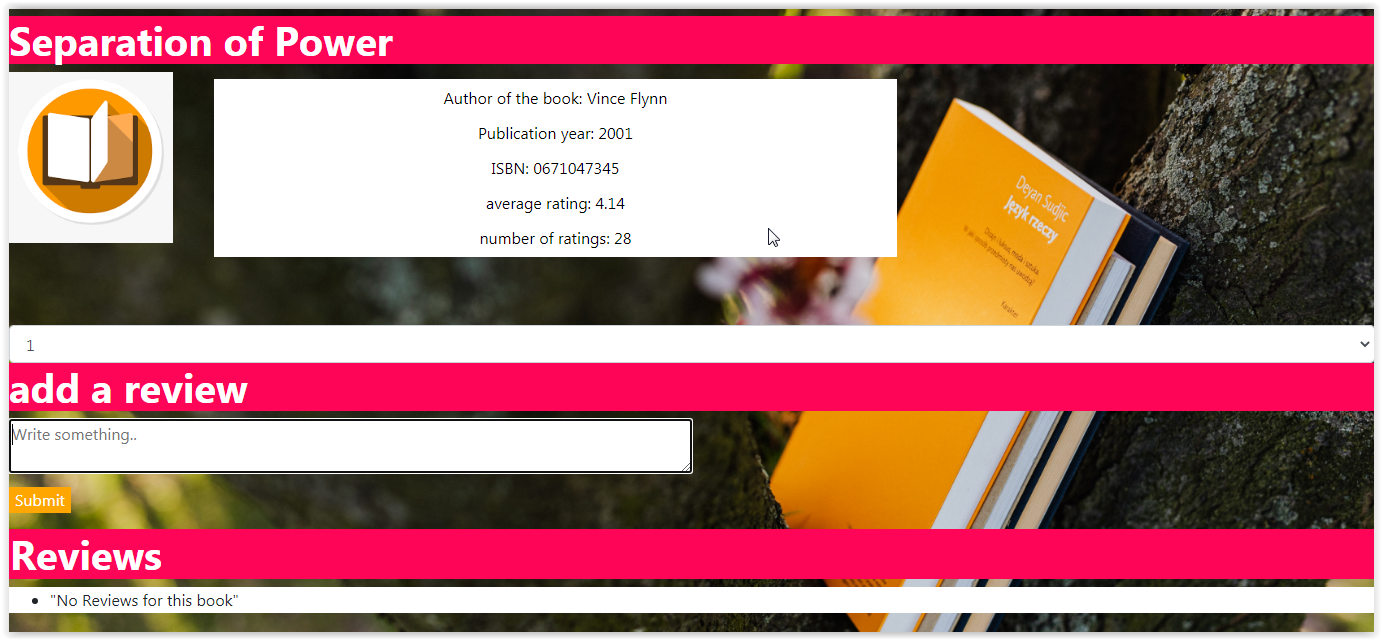 Separation of Power
Author of the book: Vince Flynn
Publication year: 2001
ISBN: 0671047345
average rating: 4.14
number of ratings: 28
Deyan Sudjic
Język rzeczy
1
add a review
Write something..
Submit
Reviews
"No Reviews for this book"